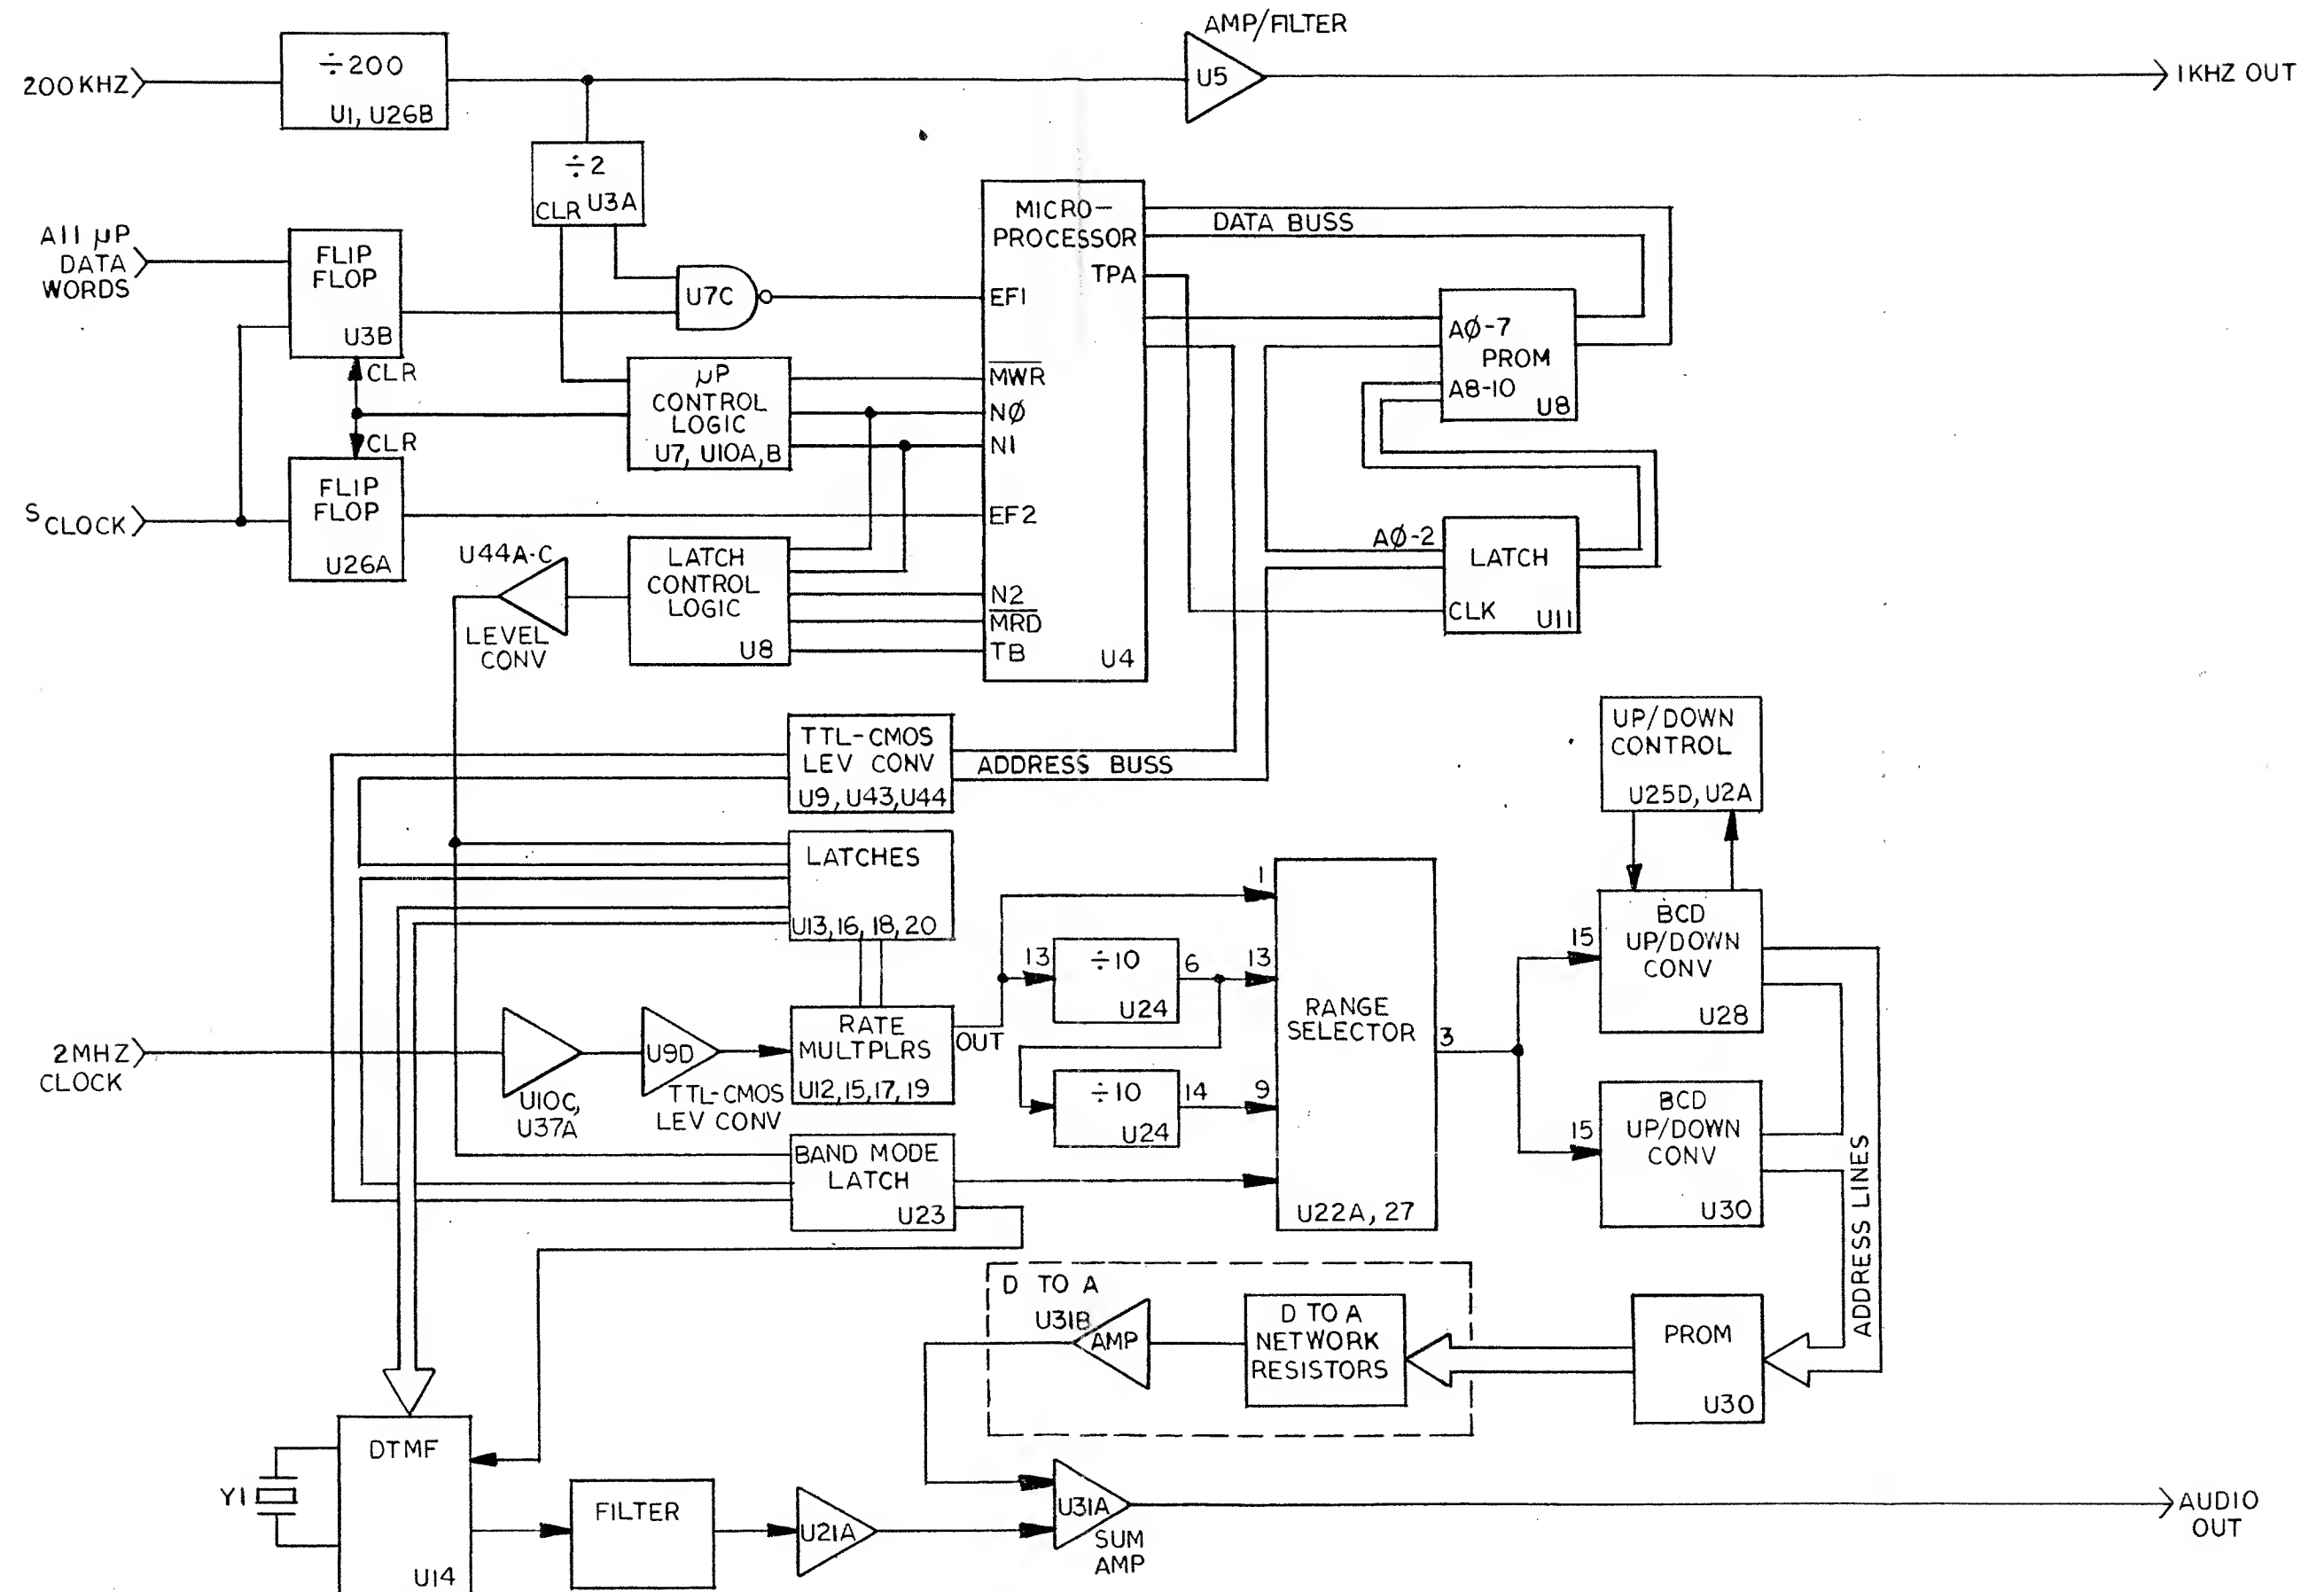 AMP/FILTER
200KHZ
÷200
U1, U26B
U5
1KHZ OUT
÷2
CLR U3A
A11 µP
DATA
WORDS
FLIP
FLOP
U3B
CLR
U7C
MICRO-
PROCESSOR
TPA
EF1
MWR
NØ
N1
EF2
N2
MRD
TB
U4
DATA BUSS
AØ-7
PROM
A8-10
U8
µP
CONTROL
LOGIC
U7, U10A,B
CLR
S CLOCK
FLIP
FLOP
U26A
U44A-C
LEVEL
CONV
LATCH
CONTROL
LOGIC
U8
AØ-2
LATCH
CLK
U11
TTL-CMOS
LEV CONV
U9, U43,U44
ADDRESS BUSS
UP/DOWN
CONTROL
U25D, U2A
LATCHES
U13,16, 18, 20
1
13
÷10
6
U24
13
RANGE
SELECTOR
U22A, 27
3
15
BCD
UP/DOWN
CONV
U28
2MHZ
CLOCK
U10C,
U37A
U9D
TTL-CMOS
LEV CONV
RATE
MULTPLRS
U12,15,17, 19
OUT
÷10
14
U24
9
15
BCD
UP/DOWN
CONV
U30
ADDRESS LINES
BAND MODE
LATCH
U23
D TO A
U31B
AMP
D TO A
NETWORK
RESISTORS
PROM
U30
DTMF
Y1
U14
FILTER
U21A
U31A
SUM
AMP
AUDIO
OUT